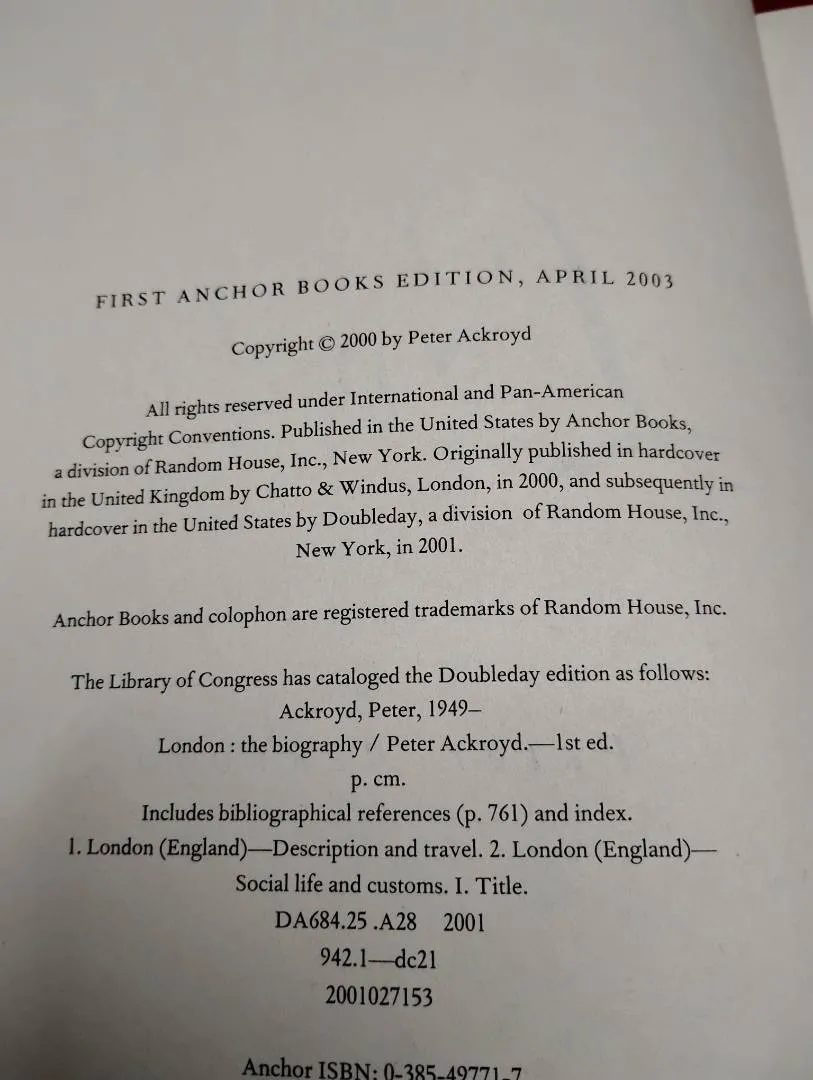 FIRST ANCHOR BOOKS EDITION, APRIL 2003
Copyright © 2000 by Peter Ackroyd
All rights reserved under International and Pan-American
Copyright Conventions. Published in the United States by Anchor Books,
a division of Random House, Inc., New York. Originally published in hardcover
in the United Kingdom by Chatto & Windus, London, in 2000, and subsequently in
hardcover in the United States by Doubleday, a division of Random House, Inc.,
New York, in 2001.
Anchor Books and colophon are registered trademarks of Random House, Inc.
The Library of Congress has cataloged the Doubleday edition as follows:
Ackroyd, Peter, 1949–
London : the biography / Peter Ackroyd.—1st ed.
p. cm.
Includes bibliographical references (p. 761) and index.
1. London (England)—Description and travel. 2. London (England)—
Social life and customs. I. Title.
DA684.25 .A28 2001
942.1—dc21
2001027153
Anchor ISBN: 0-385-49771-7